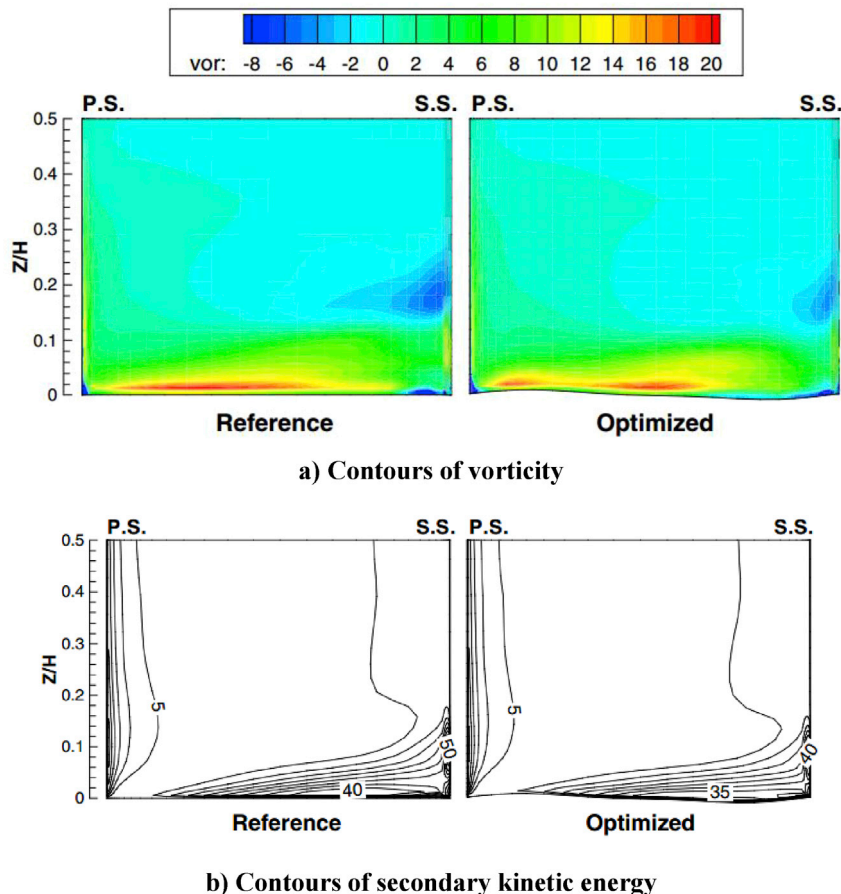 vor: -8 -6 -4 -2 0 2 4 6 8 10 12 14 16 18 20
P.S. S.S. P.S. S.S.
0.5
0.4
0.3
Z/H
0.2
0.1
0
Reference Optimized
a) Contours of vorticity
P.S. S.S. P.S. S.S.
0.5
0.4
0.3
Z/H
0.2
5 5
0.1
50 40
40 35
0
Reference Optimized
b) Contours of secondary kinetic energy